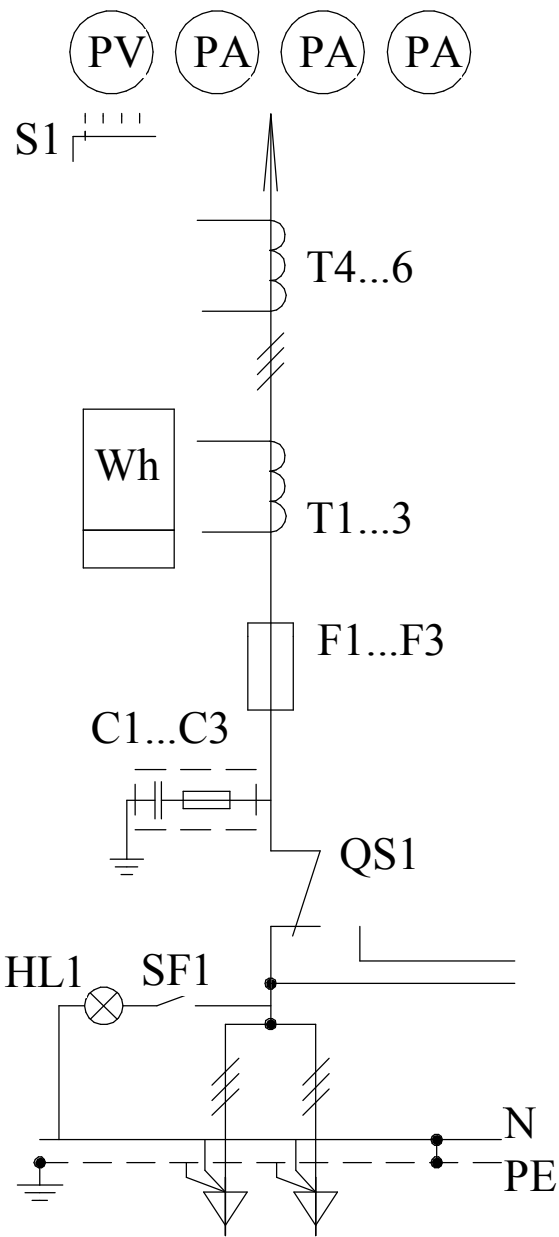 PV PA PA PA
S1
T4...6
Wh
T1...3
F1...F3
C1...C3
QS1
HL1 SF1
N
PE